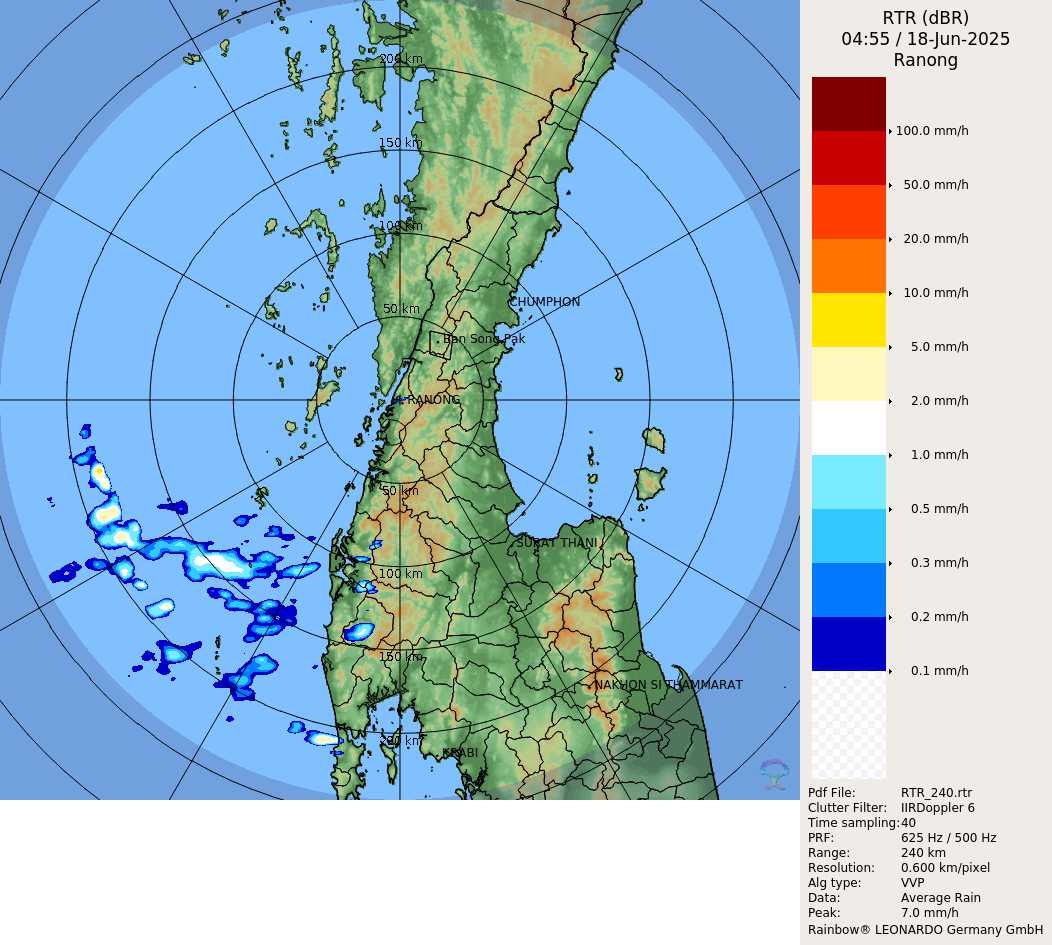 RTR (dBR)
04:55 / 18-Jun-2025
Ranong
200 km
150 km
100 km
50 km
CHUMPHON
Ban Song Pak
RANONG
50 km
SURAT THANI
100 km
150 km
NAKHON SI THAMMARAT
200 km
KRABI
100.0 mm/h
50.0 mm/h
20.0 mm/h
10.0 mm/h
5.0 mm/h
2.0 mm/h
1.0 mm/h
0.5 mm/h
0.3 mm/h
0.2 mm/h
0.1 mm/h
Pdf File: RTR_240.rtr
Clutter Filter: IIRDoppler 6
Time sampling:40
PRF: 625 Hz / 500 Hz
Range: 240 km
Resolution: 0.600 km/pixel
Alg type: VVP
Data: Average Rain
Peak: 7.0 mm/h
Rainbow® LEONARDO Germany GmbH